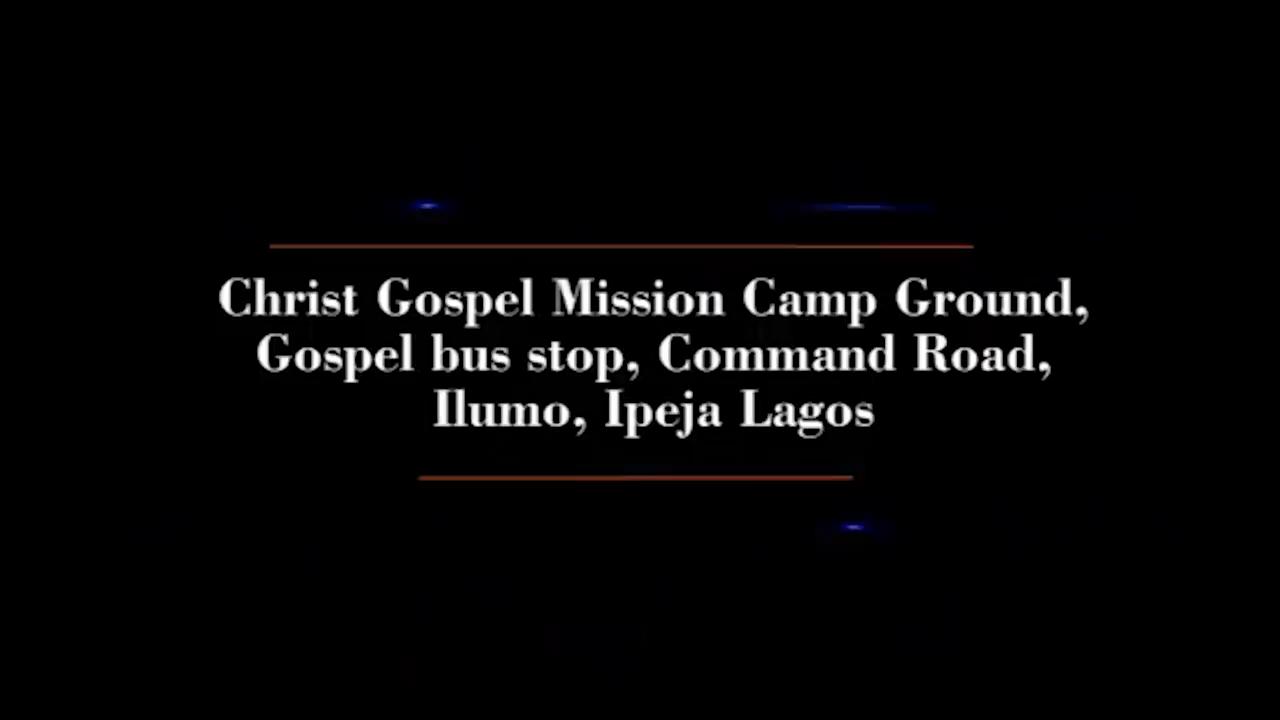 Christ Gospel Mission Camp Ground,
Gospel bus stop, Command Road,
Ilumo, Ipeja Lagos